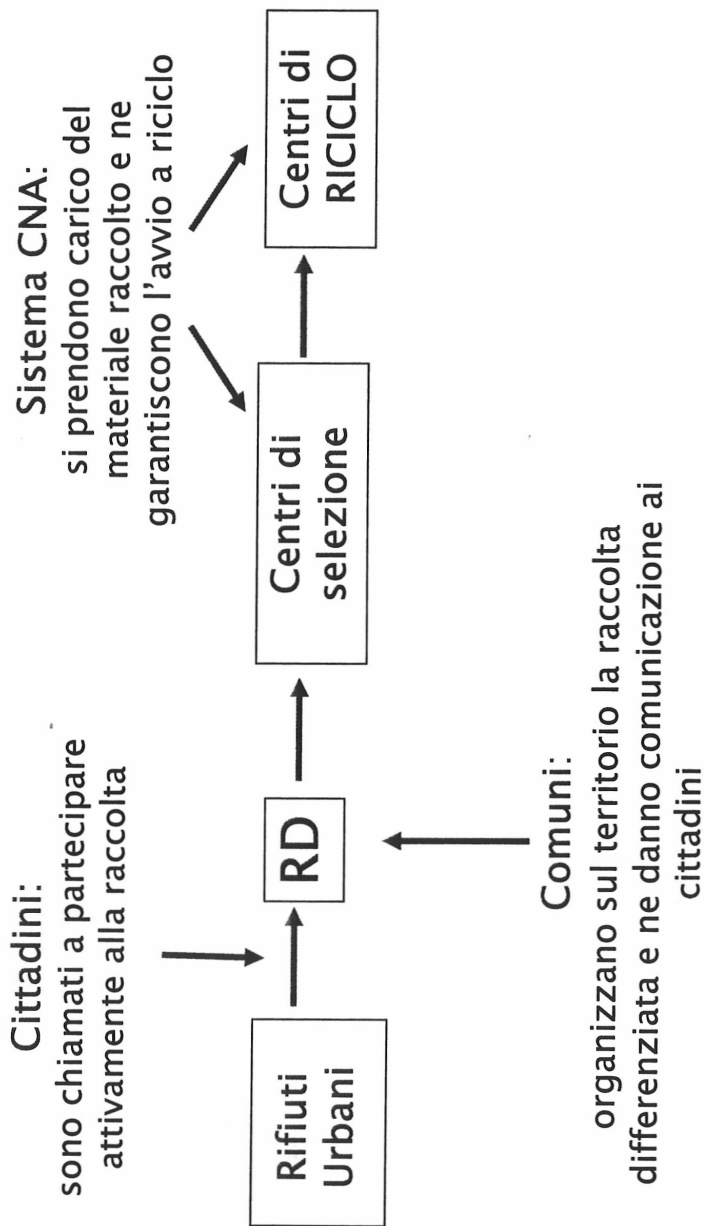 Cittadini:
sono chiamati a partecipare
attivamente alla raccolta
Sistema CNA:
si prendono carico del
materiale raccolto e ne
garantiscono l'avvio a riciclo
Rifiuti
Urbani
RD
Centri di
selezione
Centri di
RICICLO
Comuni:
organizzano sul territorio la raccolta
differenziata e ne danno comunicazione ai
cittadini